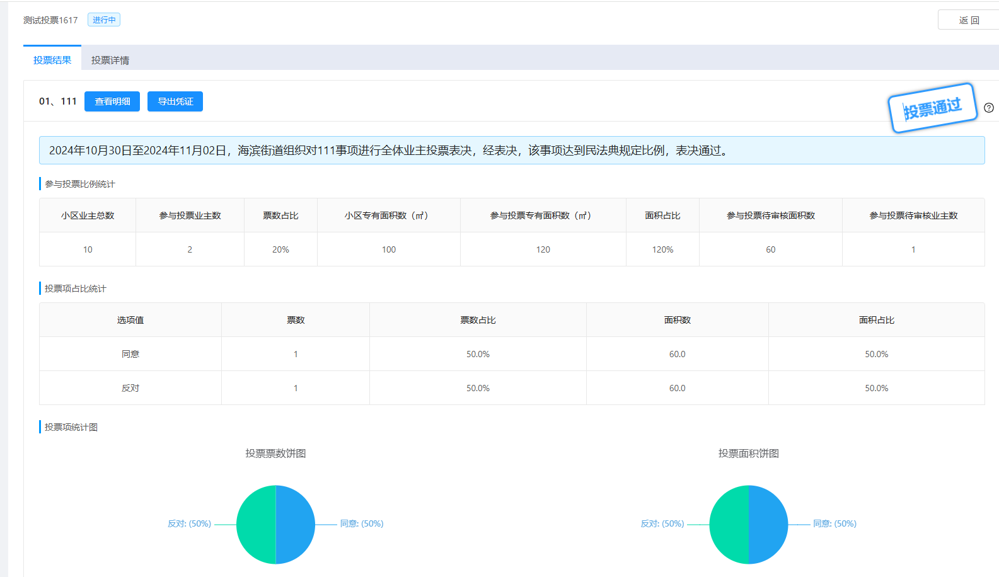 测试投票1617 进行中 返 回
投票结果 投票详情
01、111 查看明细 导出凭证 投票通过 ?
2024年10月30日至2024年11月02日，海滨街道组织对111事项进行全体业主投票表决，经表决，该事项达到民法典规定比例，表决通过。
参与投票比例统计
小区业主总数 参与投票业主数 票数占比 小区专有面积数（㎡） 参与投票专有面积数（㎡） 面积占比 参与投票待审核面积数 参与投票待审核业主数
10 2 20% 100 120 120% 60 1
投票项占比统计
选项值 票数 票数占比 面积数 面积占比
同意 1 50.0% 60.0 50.0%
反对 1 50.0% 60.0 50.0%
投票项统计图
投票票数饼图 投票面积饼图
反对: (50%) 同意: (50%) 反对: (50%) 同意: (50%)